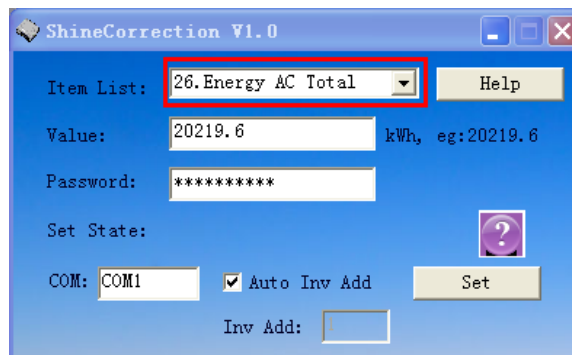 ShineCorrection V1.0
Item List: 26.Energy AC Total Help
Value: 20219.6 kWh, eg:20219.6
Password: **********
Set State:
?
COM: COM1 Auto Inv Add Set
Inv Add: